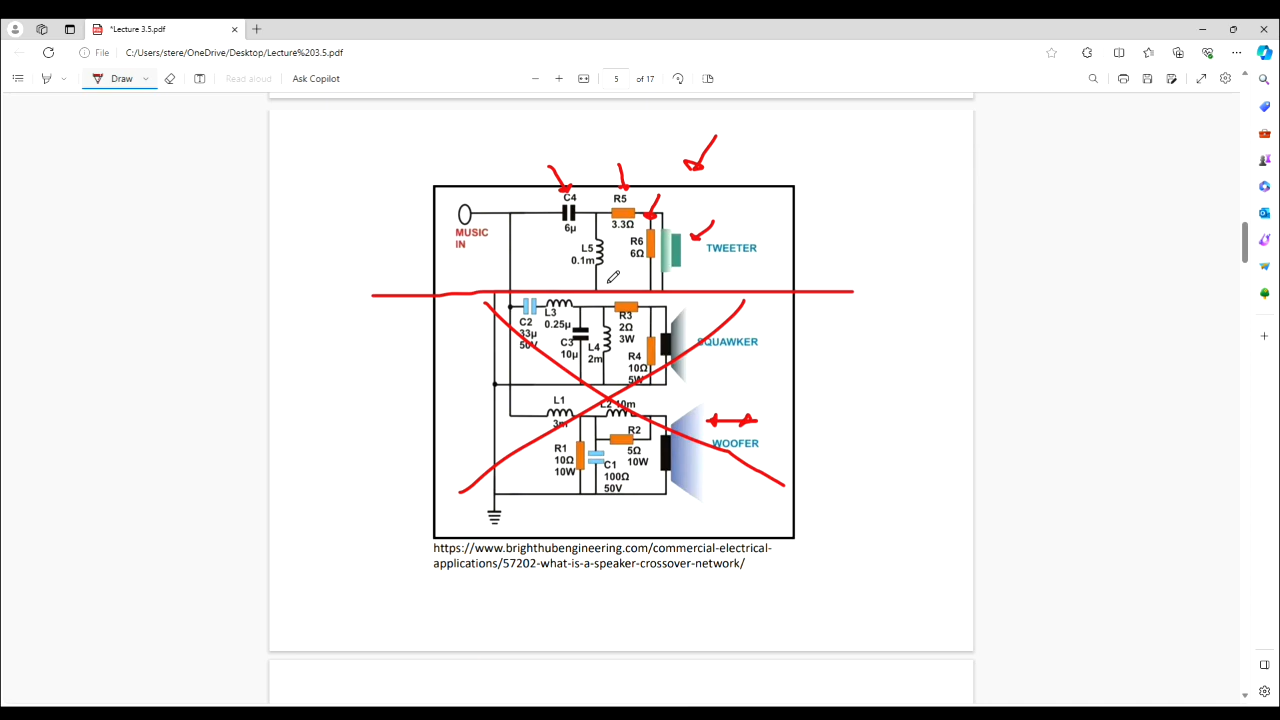 *Lecture 3.5.pdf
File
C:/Users/stere/OneDrive/Desktop/Lecture%203.5.pdf
Draw
Read aloud
Ask Copilot
5
of 17
C4
R5
6µ
3.3Ω
MUSIC
IN
L5
0.1m
R6
6Ω
TWEETER
C2
33µ
50V
L3
0.25µ
C3
10µ
L4
2m
R3
2Ω
3W
R4
10Ω
5W
SQUAWKER
L1
3m
L2 10m
R2
5Ω
10W
R1
10Ω
10W
C1
100Ω
50V
WOOFER
https://www.brighthubengineering.com/commercial-electrical-
applications/57202-what-is-a-speaker-crossover-network/